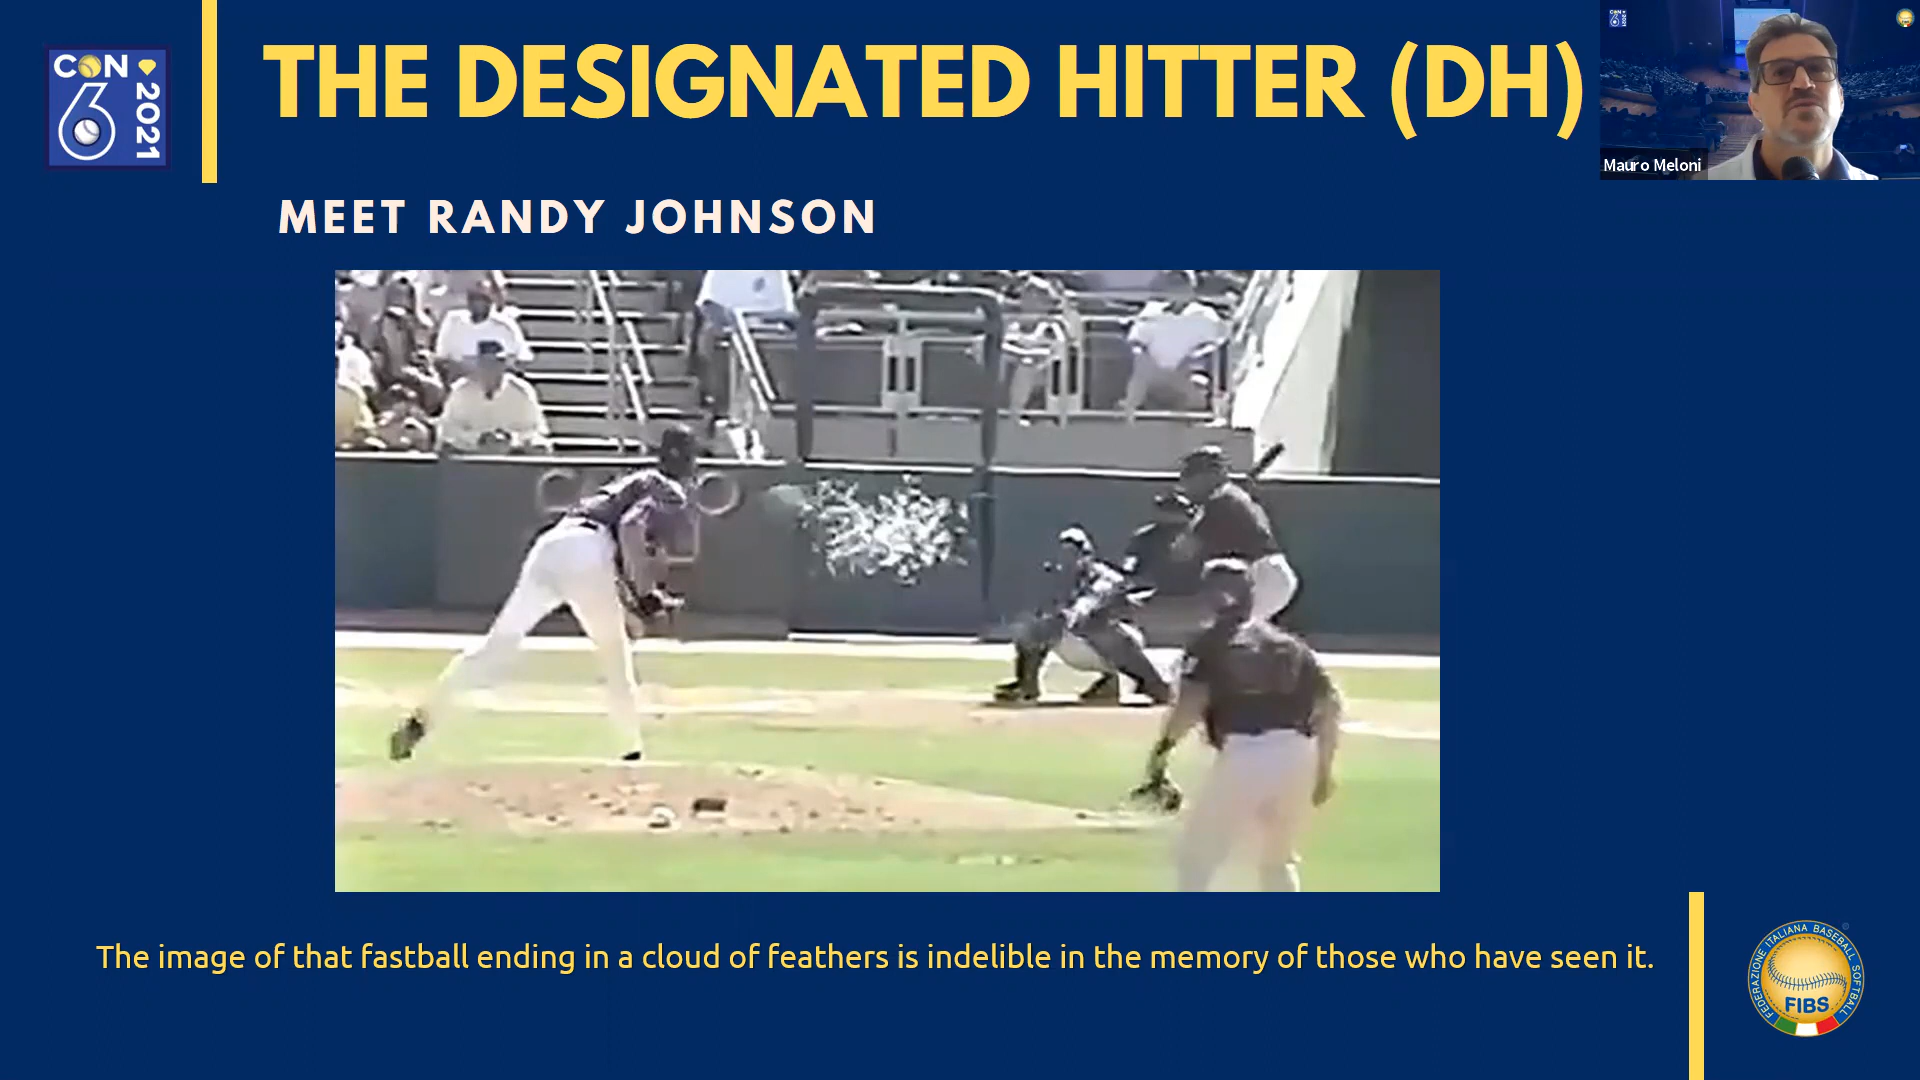 CON
6
2021
THE DESIGNATED HITTER (DH)
Mauro Meloni
MEET RANDY JOHNSON
The image of that fastball ending in a cloud of feathers is indelible in the memory of those who have seen it.
FEDERAZIONE ITALIANA BASEBALL SOFTBALL
FIBS